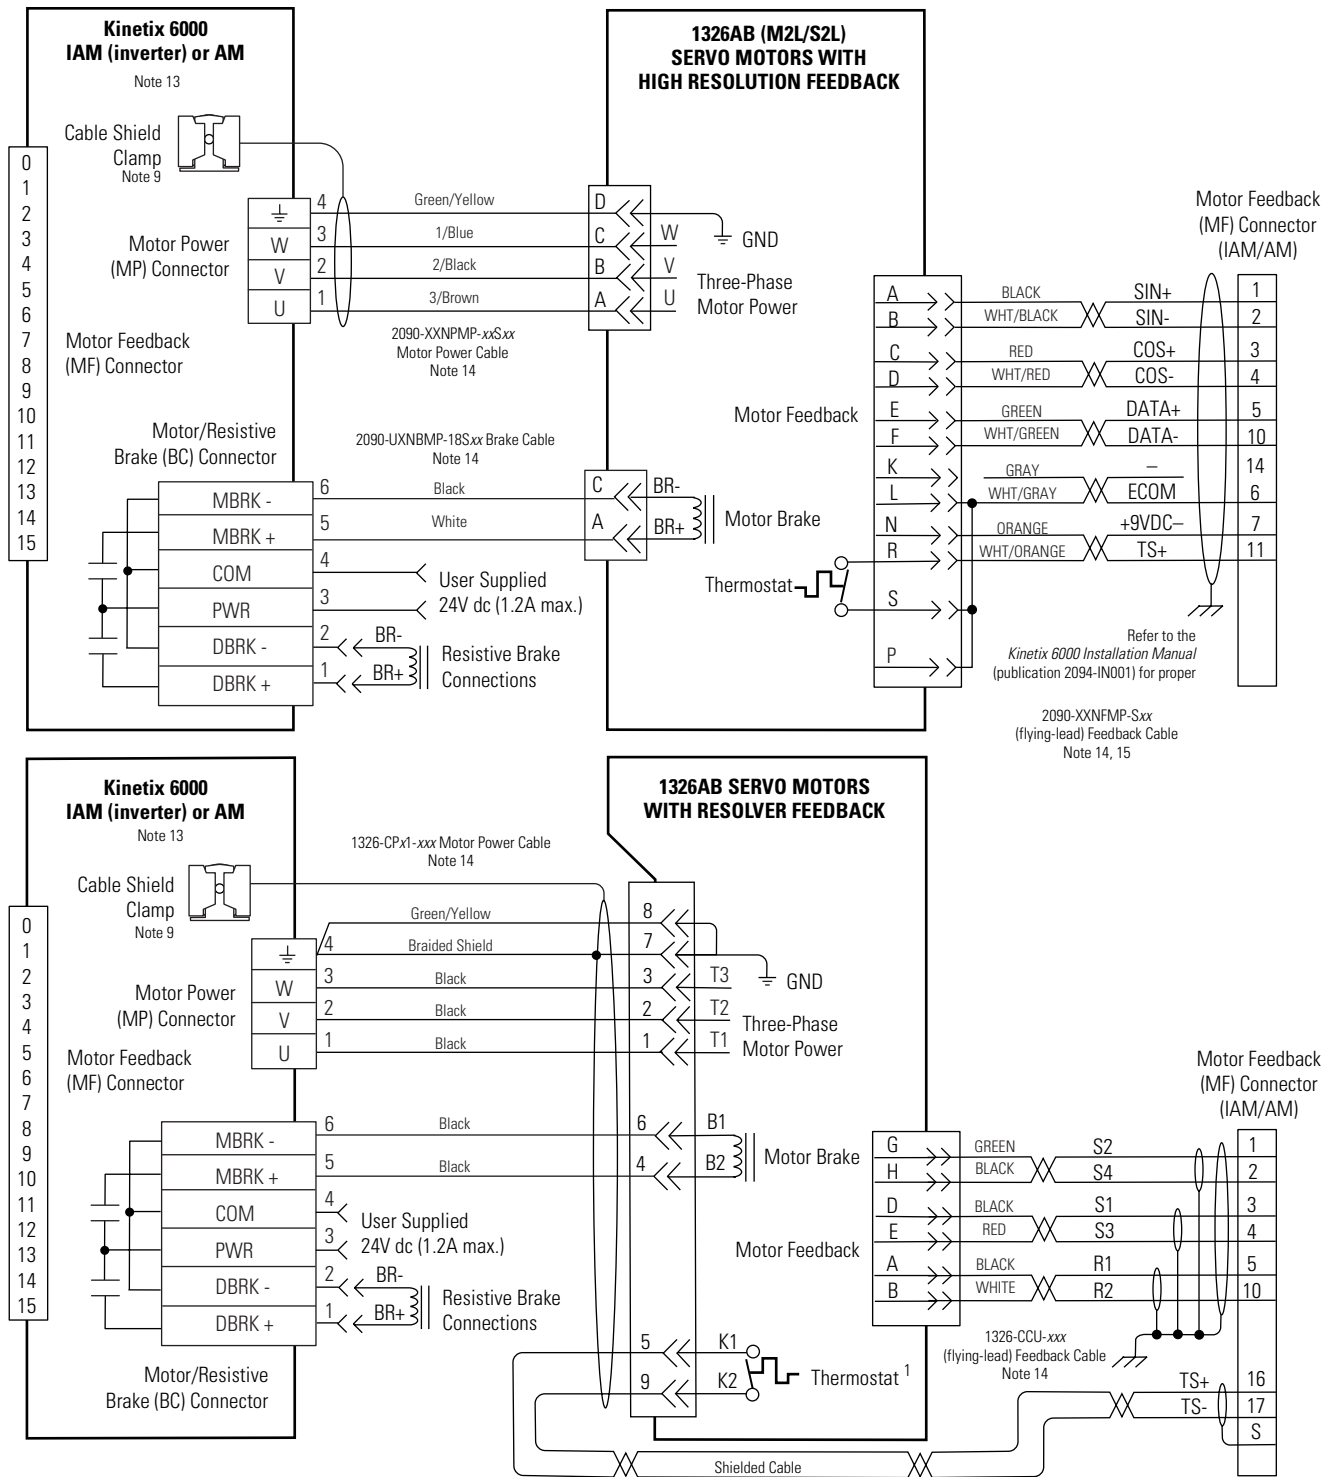 Kinetix 6000
IAM (inverter) or AM
Note 13
Cable Shield
Clamp
Note 9
0
1
2
3
4
5
6
7
8
9
10
11
12
13
14
15
Motor Power
(MP) Connector
W
V
U
4
3
2
1
Green/Yellow
1/Blue
2/Black
3/Brown
2090-XXNPMP-xxSxx
Motor Power Cable
Note 14
Motor Feedback
(MF) Connector
Motor/Resistive
Brake (BC) Connector
2090-UXNBMP-18Sxx Brake Cable
Note 14
MBRK -
MBRK +
COM
PWR
DBRK -
DBRK +
6
5
4
3
2
1
Black
White
User Supplied
24V dc (1.2A max.)
BR-
BR+
Resistive Brake
Connections
1326AB (M2L/S2L)
SERVO MOTORS WITH
HIGH RESOLUTION FEEDBACK
D
C
B
A
W
V
U
GND
Three-Phase
Motor Power
C
A
BR-
BR+
Motor Brake
Motor Feedback
Thermostat
A
B
C
D
E
F
K
L
N
R
S
P
BLACK
WHT/BLACK
RED
WHT/RED
GREEN
WHT/GREEN
GRAY
WHT/GRAY
ORANGE
WHT/ORANGE
SIN+
SIN-
COS+
COS-
DATA+
DATA-
–
ECOM
+9VDC–
TS+
Motor Feedback
(MF) Connector
(IAM/AM)
1
2
3
4
5
10
14
6
7
11
Refer to the
Kinetix 6000 Installation Manual
(publication 2094-IN001) for proper
2090-XXNFMP-Sxx
(flying-lead) Feedback Cable
Note 14, 15
Kinetix 6000
IAM (inverter) or AM
Note 13
Cable Shield
Clamp
Note 9
0
1
2
3
4
5
6
7
8
9
10
11
12
13
14
15
1326-CPx1-xxx Motor Power Cable
Note 14
Motor Power
(MP) Connector
W
V
U
4
3
2
1
Green/Yellow
Braided Shield
Black
Black
Black
Motor Feedback
(MF) Connector
MBRK -
MBRK +
COM
PWR
DBRK -
DBRK +
6
5
4
3
2
1
Black
Black
User Supplied
24V dc (1.2A max.)
BR-
BR+
Resistive Brake
Connections
Motor/Resistive
Brake (BC) Connector
1326AB SERVO MOTORS
WITH RESOLVER FEEDBACK
8
7
3
2
1
T3
T2
T1
GND
Three-Phase
Motor Power
6
4
B1
B2
Motor Brake
Motor Feedback
5
9
K1
K2
Thermostat 1
G
H
D
E
A
B
GREEN
BLACK
BLACK
RED
BLACK
WHITE
S2
S4
S1
S3
R1
R2
1326-CCU-xxx
(flying-lead) Feedback Cable
Note 14
TS+
TS-
Shielded Cable
Motor Feedback
(MF) Connector
(IAM/AM)
1
2
3
4
5
10
16
17
S